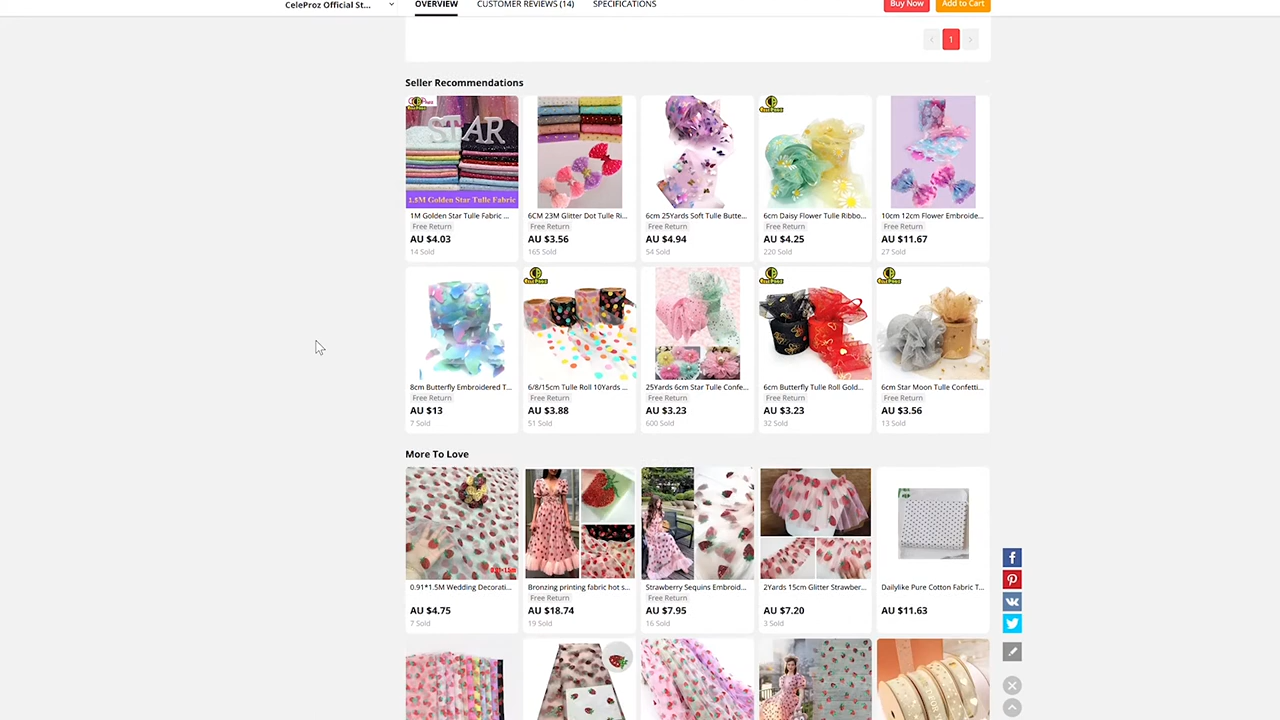 CeleProz Official St...
OVERVIEW
CUSTOMER REVIEWS (14)
SPECIFICATIONS
Buy Now
Add to Cart
1
Seller Recommendations
STAR
1.5M Golden Star Tulle Fabric
1M Golden Star Tulle Fabric ...
Free Return
AU $4.03
14 Sold
6CM 23M Glitter Dot Tulle Ri...
Free Return
AU $3.56
165 Sold
6cm 25Yards Soft Tulle Butte...
Free Return
AU $4.94
54 Sold
6cm Daisy Flower Tulle Ribbo...
Free Return
AU $4.25
220 Sold
10cm 12cm Flower Embroide...
Free Return
AU $11.67
27 Sold
8cm Butterfly Embroidered T...
Free Return
AU $13
7 Sold
6/8/15cm Tulle Roll 10Yards ...
Free Return
AU $3.88
51 Sold
25Yards 6cm Star Tulle Confe...
Free Return
AU $3.23
600 Sold
6cm Butterfly Tulle Roll Gold...
Free Return
AU $3.23
32 Sold
6cm Star Moon Tulle Confetti...
Free Return
AU $3.56
13 Sold
More To Love
0.91*1.5M
0.91*1.5M Wedding Decorati...
AU $4.75
7 Sold
Bronzing printing fabric hot s...
Free Return
AU $18.74
19 Sold
Strawberry Sequins Embroid...
Free Return
AU $7.95
16 Sold
2Yards 15cm Glitter Strawber...
AU $7.20
3 Sold
Dailylike Pure Cotton Fabric T...
AU $11.63